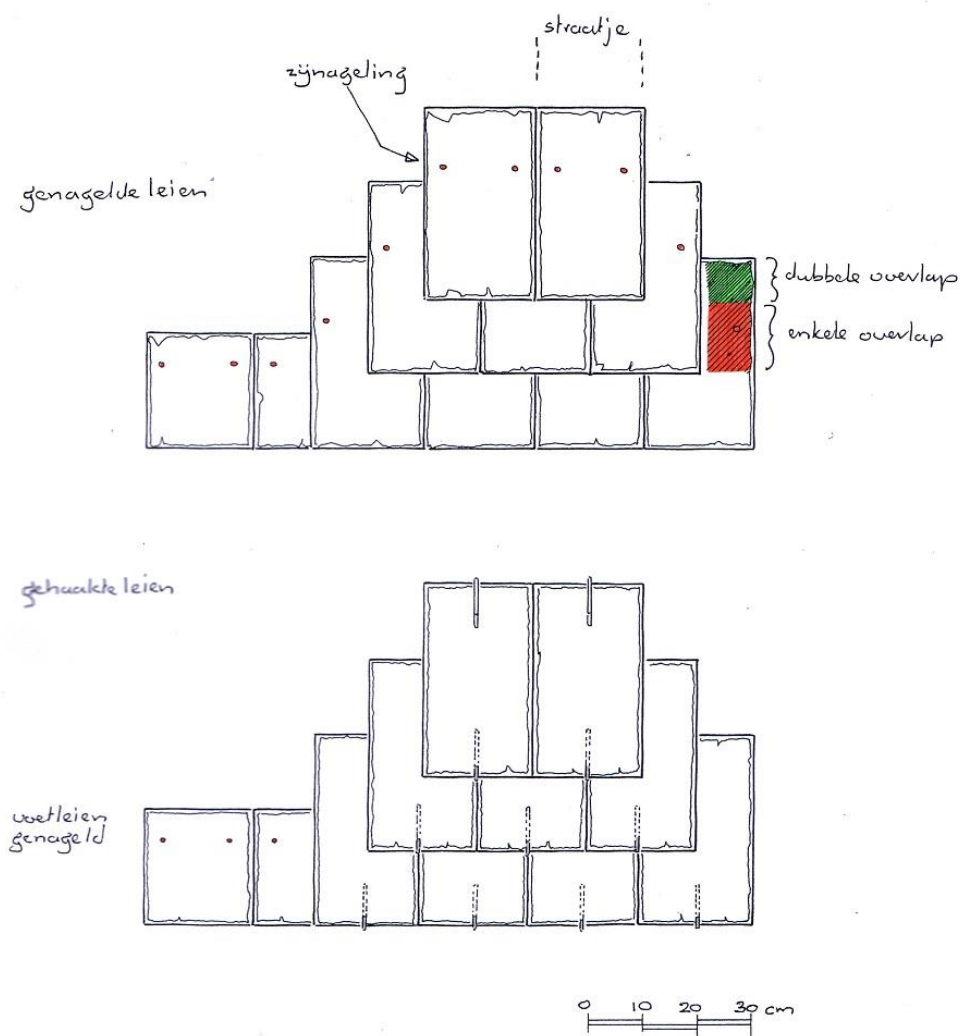 straatje
zijnageling
genagelde leien
dubbele overlap
enkele overlap
gehaakte leien
voetleien
genageld
0 10 20 30 cm